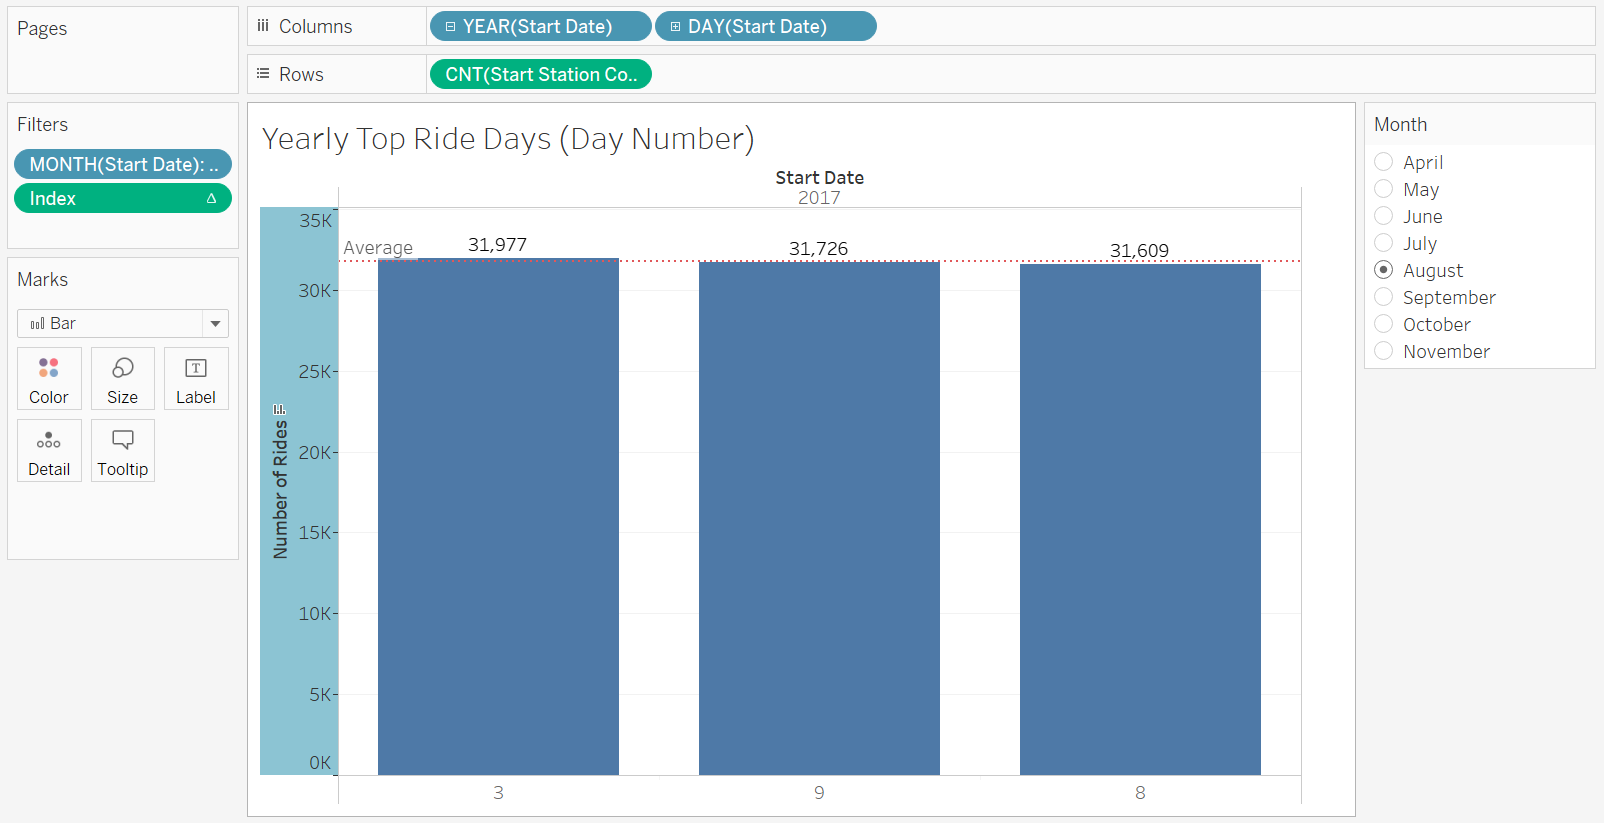 Pages
Columns
YEAR(Start Date)
DAY(Start Date)
Rows
CNT(Start Station Co..
Filters
MONTH(Start Date): ..
Index
Marks
Bar
Color
Size
Label
Detail
Tooltip
Yearly Top Ride Days (Day Number)
Start Date
2017
35K
30K
25K
20K
15K
10K
5K
0K
Number of Rides
Average
31,977
31,726
31,609
3
9
8
Month
April
May
June
July
August
September
October
November